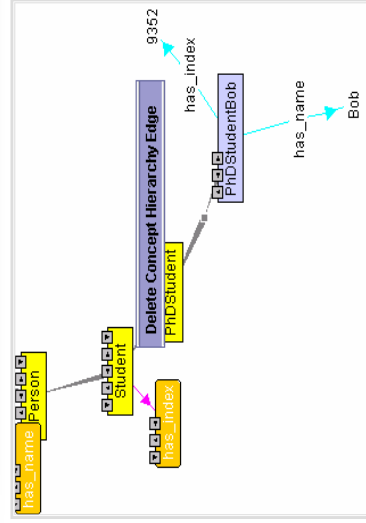 has_name
Person
Student
has_index
Delete Concept Hierarchy Edge
PhDStudent
PhDStudentBob
has_index
9352
has_name
Bob